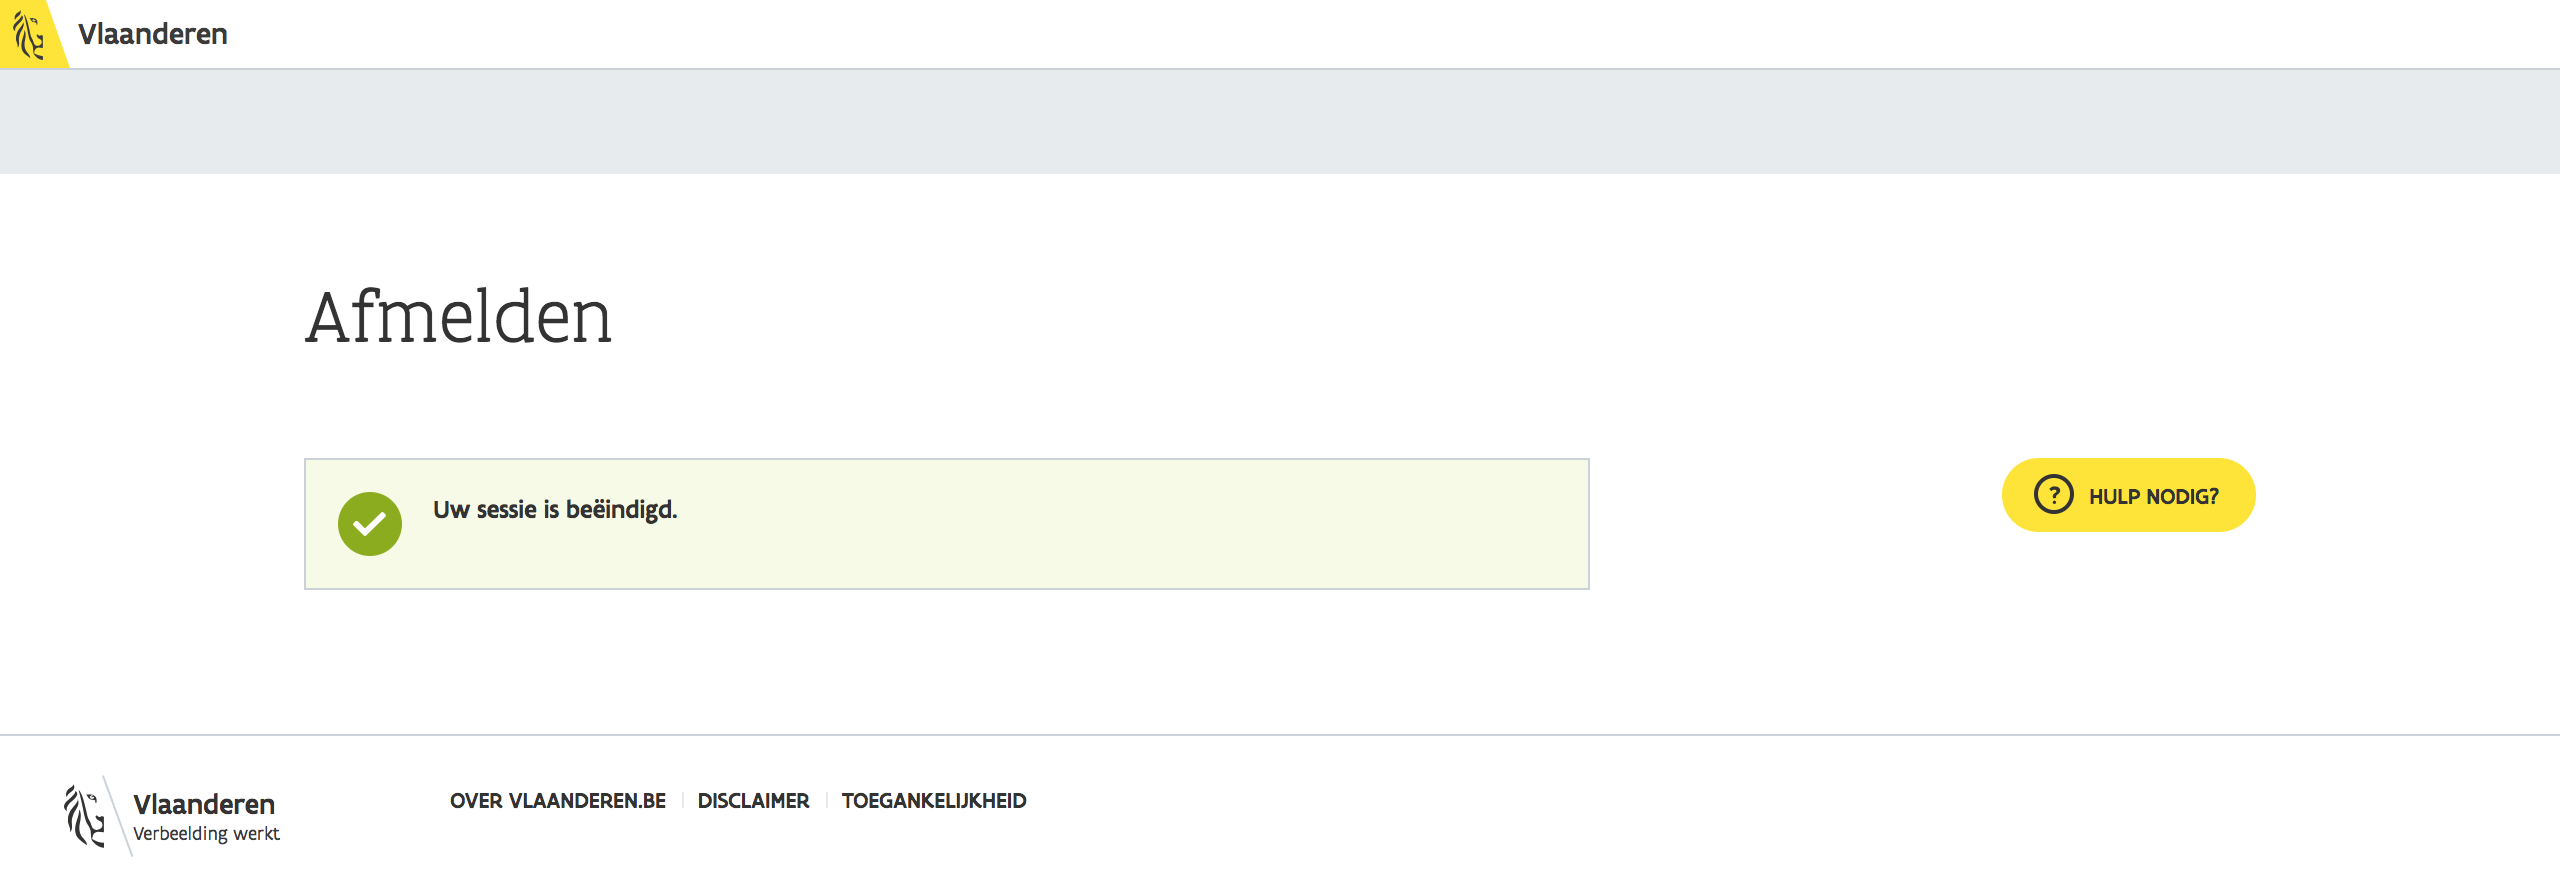 Vlaanderen
Afmelden
Uw sessie is beëindigd.
? HULP NODIG?
Vlaanderen
Verbeelding werkt
OVER VLAANDEREN.BE
DISCLAIMER
TOEGANKELIJKHEID